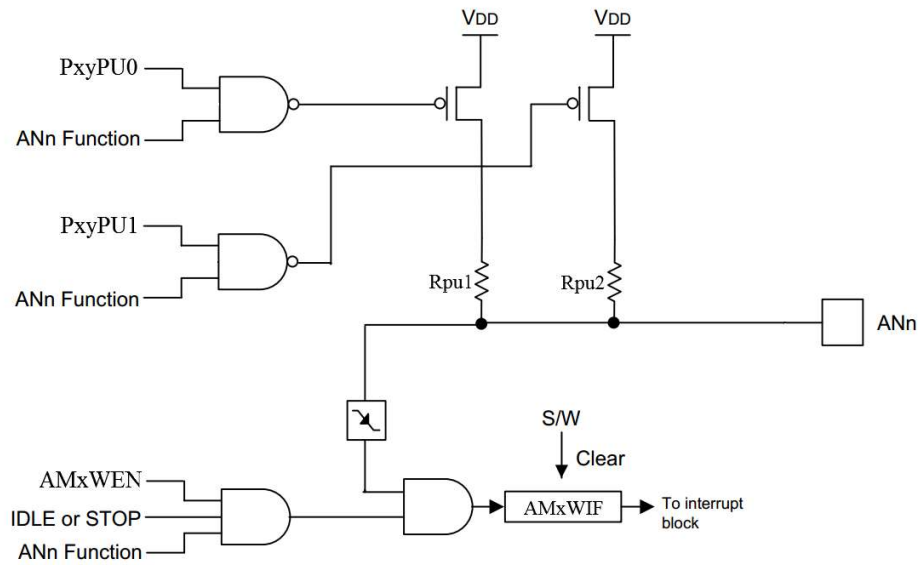 VDD
VDD
PxyPU0
ANn Function
PxyPU1
ANn Function
Rpu1
Rpu2
ANn
S/W
Clear
AMxWEN
IDLE or STOP
ANn Function
AMxWIF
To interrupt
block